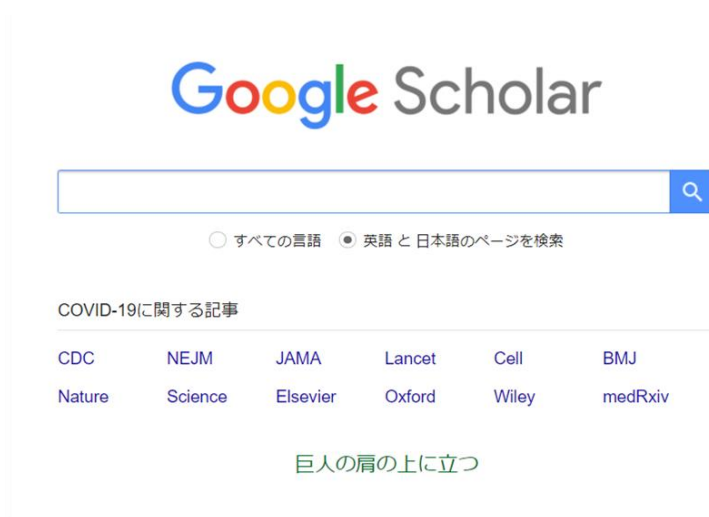 Google Scholar
すべての言語 英語 と 日本語のページを検索
COVID-19に関する記事
CDC NEJM JAMA Lancet Cell BMJ
Nature Science Elsevier Oxford Wiley medRxiv
巨人の肩の上に立つ